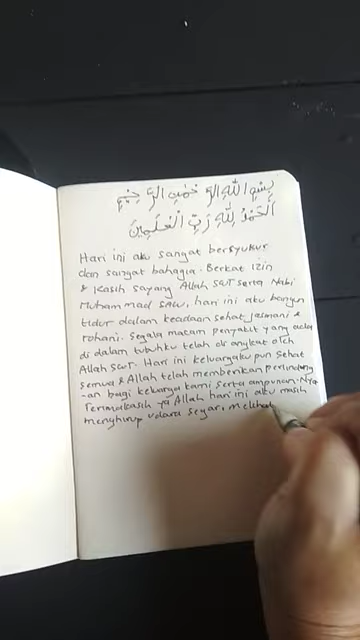 بِسْمِ اللهِ الرَّحْمٰنِ الرَّحِيْمِ
اَلْحَمْدُ لِلّٰهِ رَبِّ الْعٰلَمِيْنَ
Hari ini aku sangat bersyukur
dan sangat bahagia. Berkat Izin
& Kasih sayang Allah SWT serta Nabi
Muhammad SAW, hari ini aku bangun
tidur dalam keadaan sehat Jasmani &
rohani. Segala macam penyakit yang ada
di dalam tubuhku telah di angkat oleh
Allah SWT. Hari ini keluargaku pun sehat
semua & Allah telah memberikan perlindung
-an bagi keluarga kami serta ampunan-Nya
Terimakasih ya Allah hari ini aku masih
menghirup udara segar, melihat